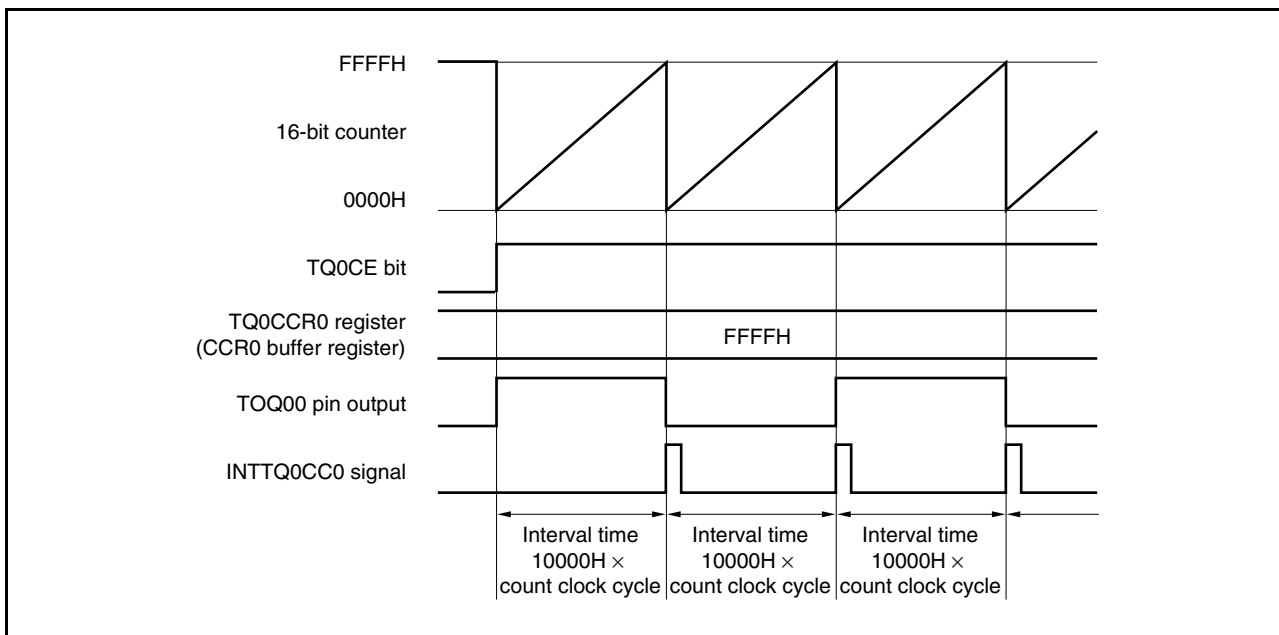 FFFFH
16-bit counter
0000H
TQ0CE bit
TQ0CCR0 register
(CCR0 buffer register)
FFFFH
TOQ00 pin output
INTTQ0CC0 signal
Interval time
10000H ×
count clock cycle
Interval time
10000H ×
count clock cycle
Interval time
10000H ×
count clock cycle